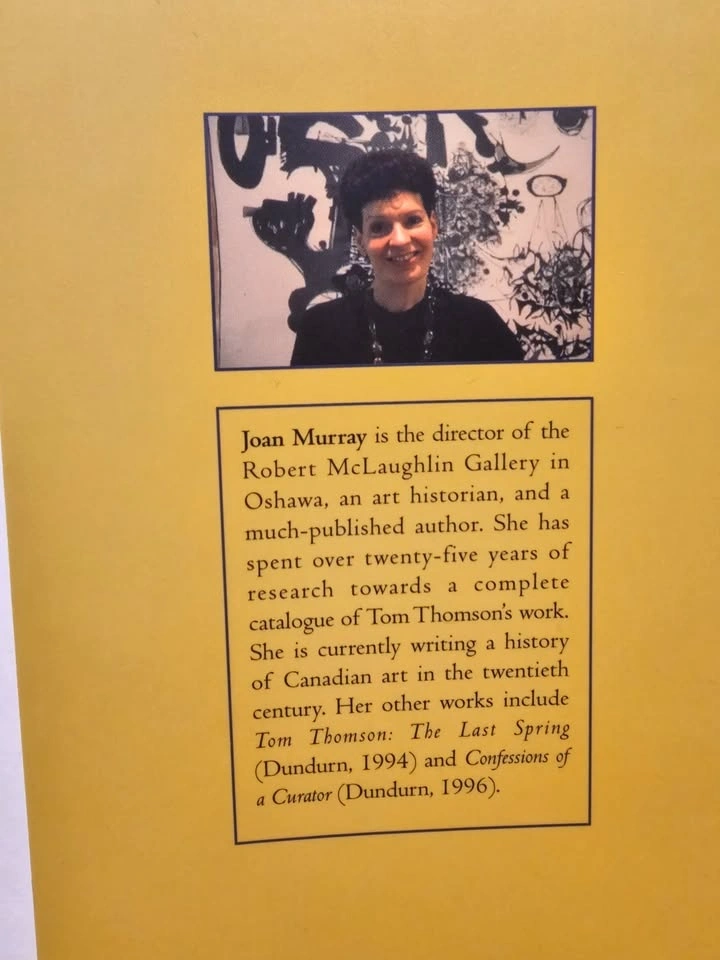 Joan Murray is the director of the
Robert McLaughlin Gallery in
Oshawa, an art historian, and a
much-published author. She has
spent over twenty-five years of
research towards a complete
catalogue of Tom Thomson's work.
She is currently writing a history
of Canadian art in the twentieth
century. Her other works include
Tom Thomson: The Last Spring
(Dundurn, 1994) and Confessions of
a Curator (Dundurn, 1996).